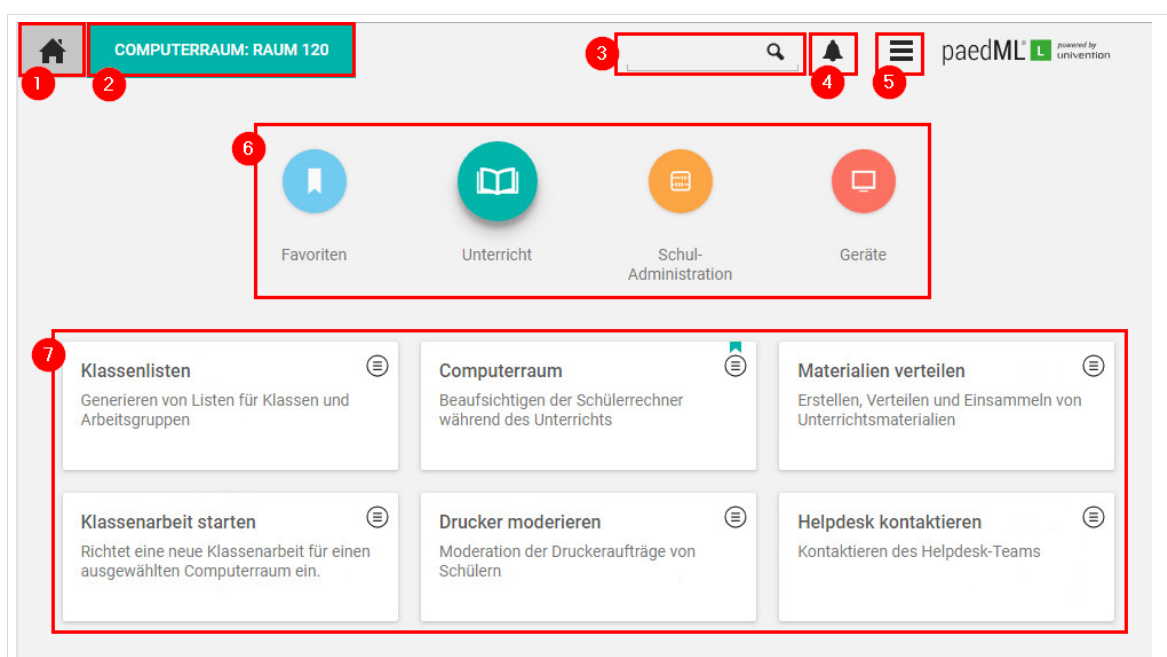 COMPUTERRAUM: RAUM 120
paedML® L powered by
univention
1
2
3
4
5
6
Favoriten
Unterricht
Schul-
Administration
Geräte
7
Klassenlisten
Generieren von Listen für Klassen und
Arbeitsgruppen
Computerraum
Beaufsichtigen der Schülerrechner
während des Unterrichts
Materialien verteilen
Erstellen, Verteilen und Einsammeln von
Unterrichtsmaterialien
Klassenarbeit starten
Richtet eine neue Klassenarbeit für einen
ausgewählten Computerraum ein.
Drucker moderieren
Moderation der Druckeraufträge von
Schülern
Helpdesk kontaktieren
Kontaktieren des Helpdesk-Teams